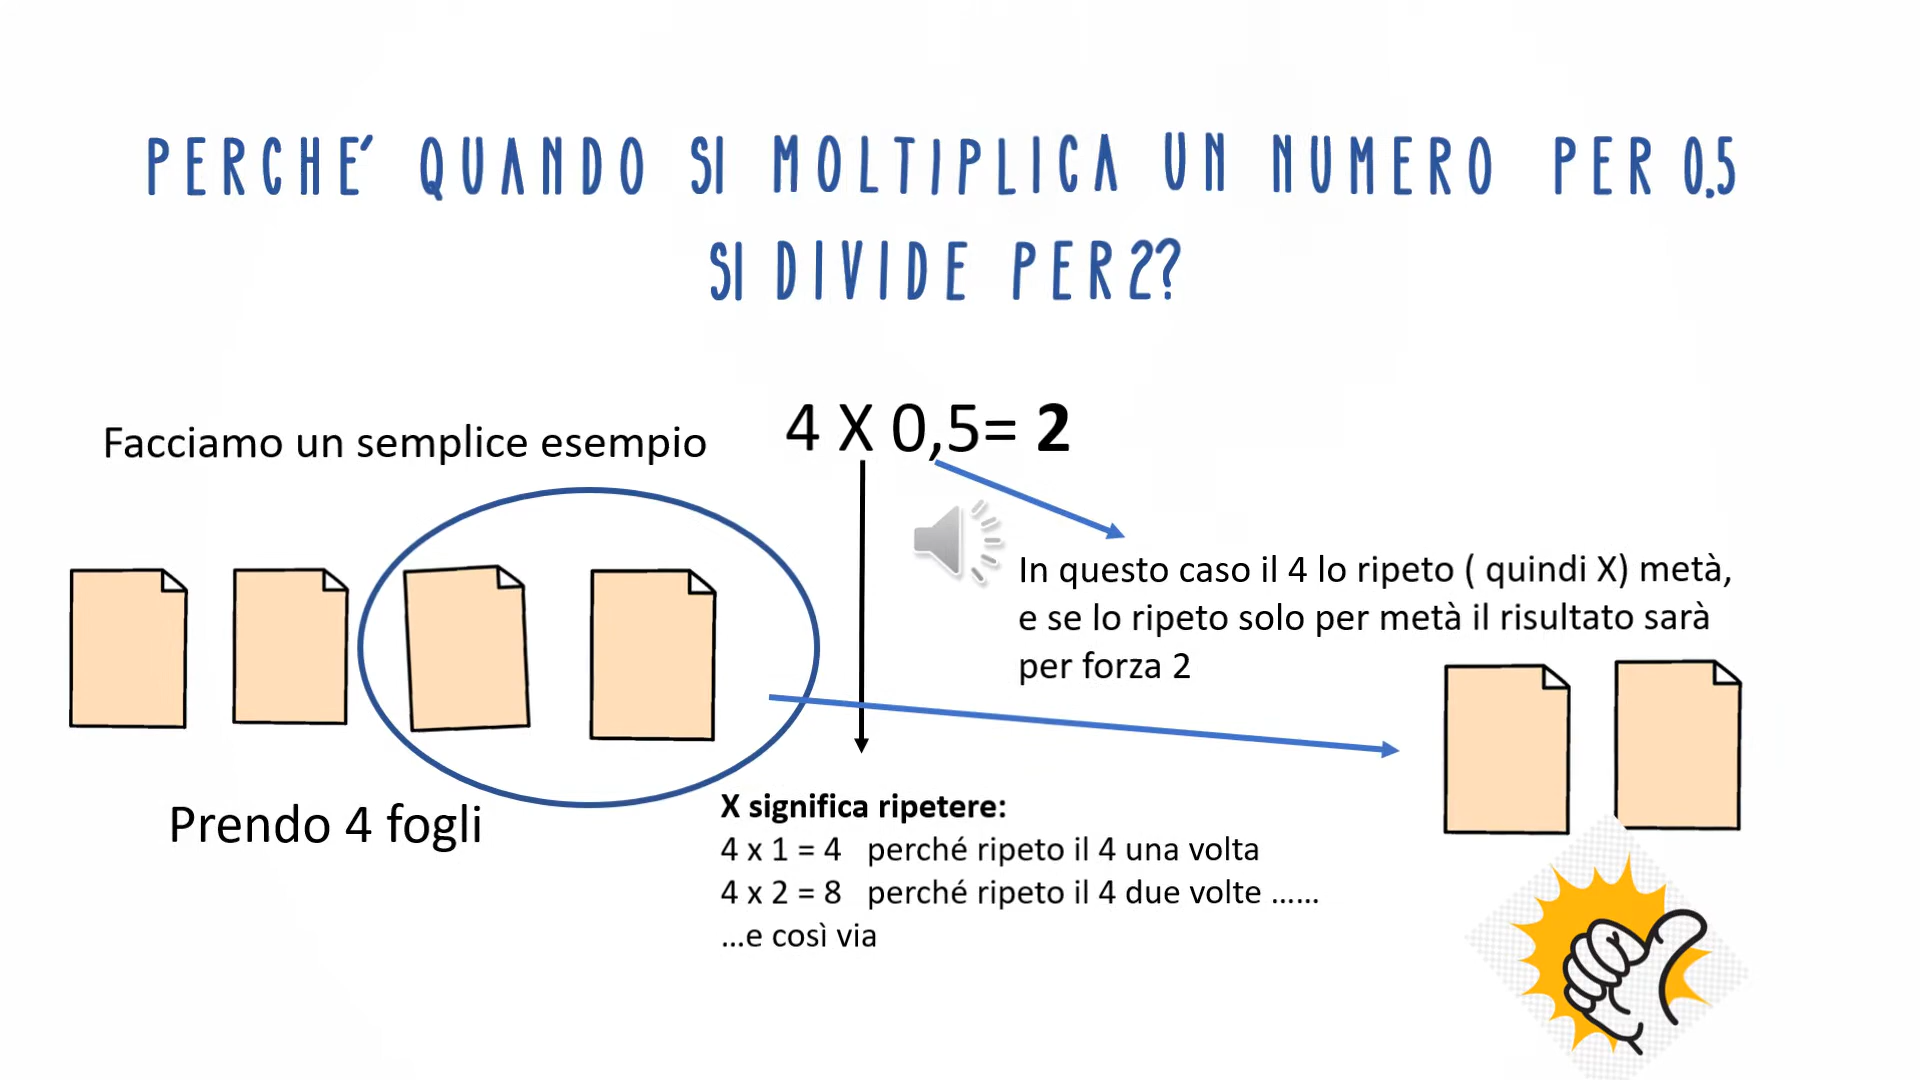 PERCHE´ QUANDO SI MOLTIPLICA UN NUMERO PER 0,5
SI DIVIDE PER 2?
Facciamo un semplice esempio
4 X 0,5= 2
In questo caso il 4 lo ripeto ( quindi X) metà,
e se lo ripeto solo per metà il risultato sarà
per forza 2
Prendo 4 fogli
X significa ripetere:
4 x 1 = 4 perché ripeto il 4 una volta
4 x 2 = 8 perché ripeto il 4 due volte ……
…e così via